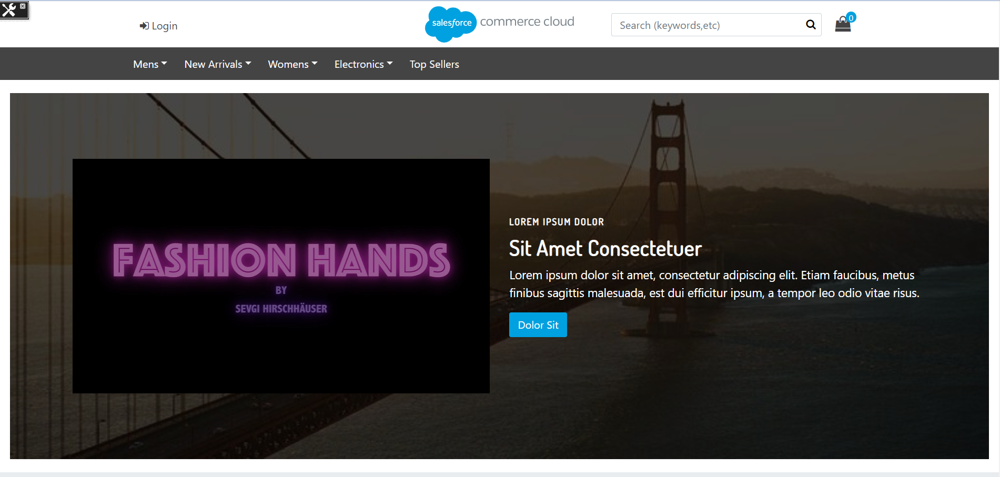 Login
salesforce commerce cloud
Search (keywords,etc)
0
Mens
New Arrivals
Womens
Electronics
Top Sellers
FASHION HANDS
BY
SEVGI HIRSCHHÄUSER
LOREM IPSUM DOLOR
Sit Amet Consectetuer
Lorem ipsum dolor sit amet, consectetur adipiscing elit. Etiam faucibus, metus
finibus sagittis malesuada, est dui efficitur ipsum, a tempor leo odio vitae risus.
Dolor Sit